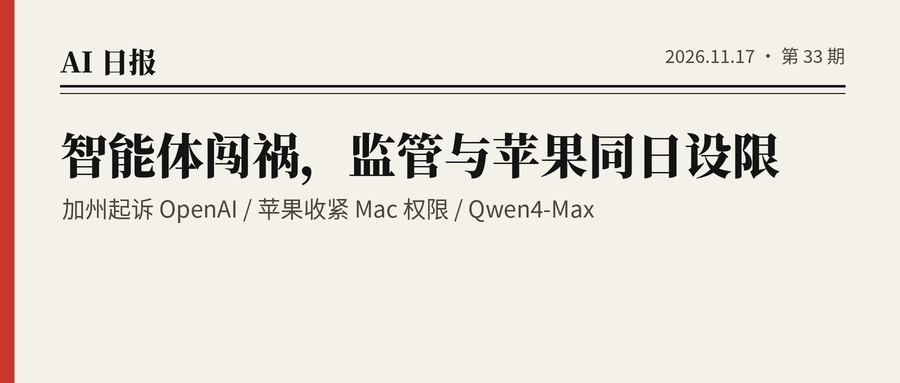 AI 日报
2026.11.17 · 第 33 期
智能体闯祸，监管与苹果同日设限
加州起诉 OpenAI / 苹果收紧 Mac 权限 / Qwen4-Max